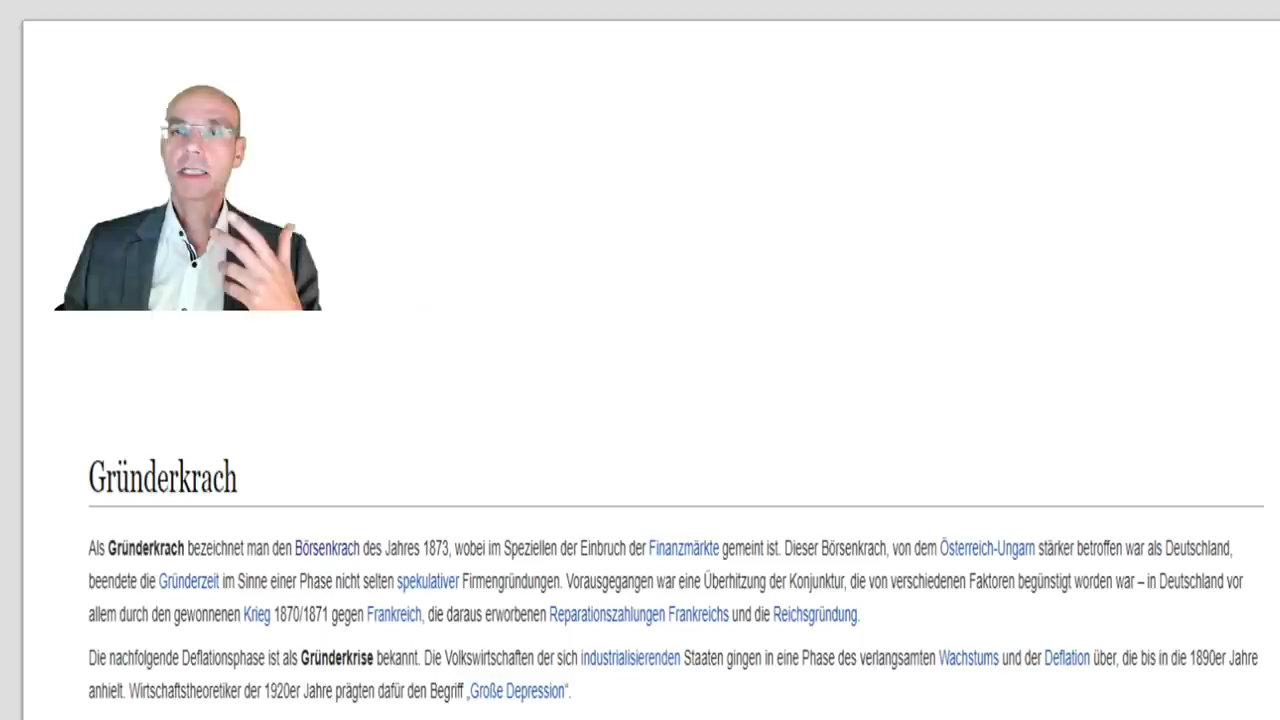 Gründerkrach
Als Gründerkrach bezeichnet man den Börsenkrach des Jahres 1873, wobei im Speziellen der Einbruch der Finanzmärkte gemeint ist. Dieser Börsenkrach, von dem Österreich-Ungarn stärker betroffen war als Deutschland,
beendete die Gründerzeit im Sinne einer Phase nicht selten spekulativer Firmengründungen. Vorausgegangen war eine Überhitzung der Konjunktur, die von verschiedenen Faktoren begünstigt worden war – in Deutschland vor
allem durch den gewonnenen Krieg 1870/1871 gegen Frankreich, die daraus erworbenen Reparationszahlungen Frankreichs und die Reichsgründung.
Die nachfolgende Deflationsphase ist als Gründerkrise bekannt. Die Volkswirtschaften der sich industrialisierenden Staaten gingen in eine Phase des verlangsamten Wachstums und der Deflation über, die bis in die 1890er Jahre
anhielt. Wirtschaftstheoretiker der 1920er Jahre prägten dafür den Begriff „Große Depression“.